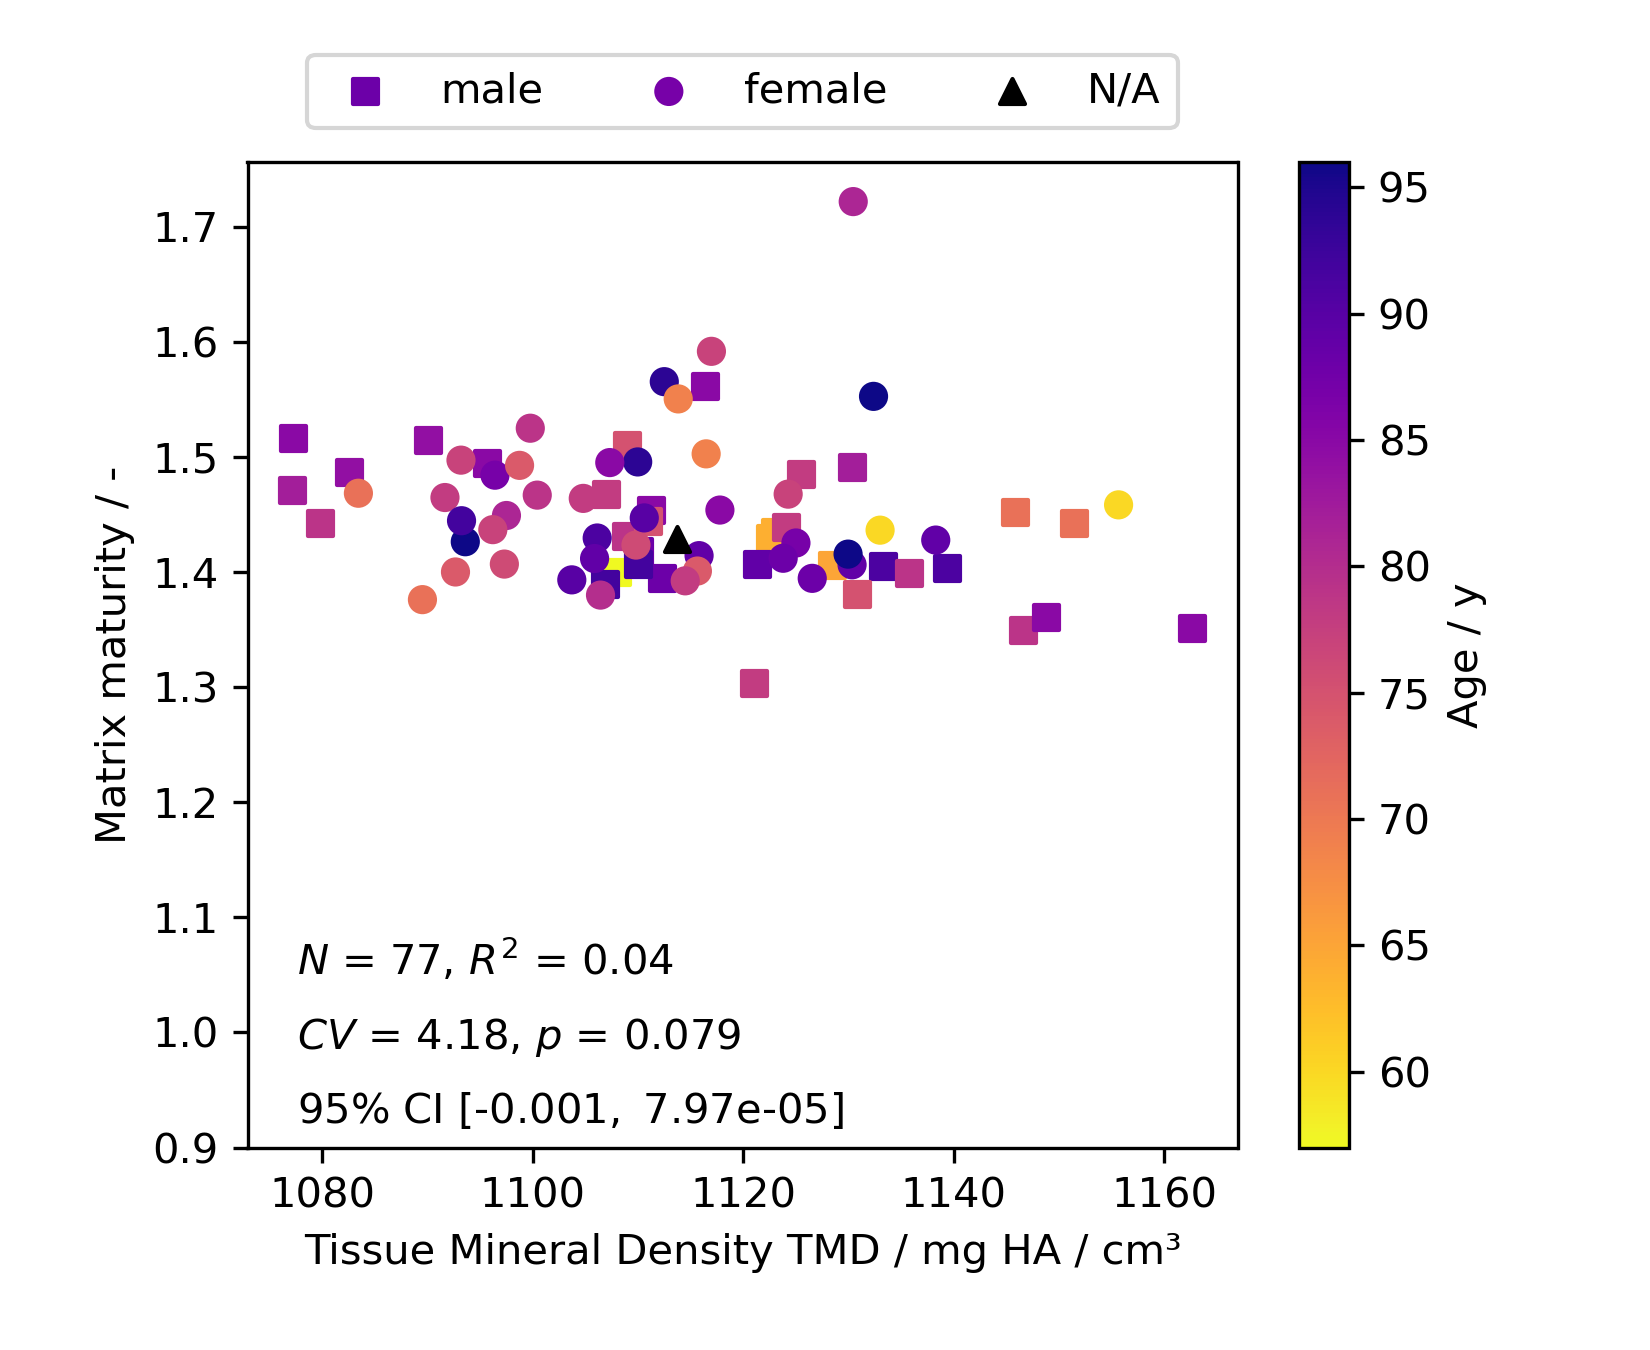 male female N/A
1.7
1.6
1.5
1.4
1.3
1.2
1.1
1.0
0.9
Matrix maturity / -
N = 77, R² = 0.04
CV = 4.18, p = 0.079
95% CI [-0.001, 7.97e-05]
1080 1100 1120 1140 1160
Tissue Mineral Density TMD / mg HA / cm³
95
90
85
80
75
70
65
60
Age / y